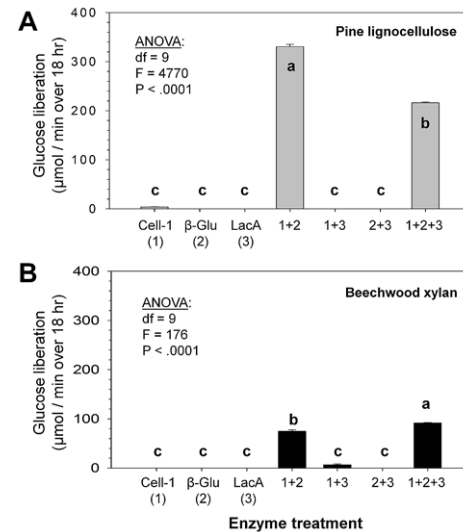 A
Pine lignocellulose
ANOVA:
df = 9
F = 4770
P < .0001
Glucose liberation
(μmol / min over 18 hr)
400
300
200
100
0
c
c
c
a
c
c
b
Cell-1
(1)
β-Glu
(2)
LacA
(3)
1+2
1+3
2+3
1+2+3
B
Beechwood xylan
ANOVA:
df = 9
F = 176
P < .0001
Glucose liberation
(μmol / min over 18 hr)
400
300
200
100
0
c
c
c
b
c
c
a
Cell-1
(1)
β-Glu
(2)
LacA
(3)
1+2
1+3
2+3
1+2+3
Enzyme treatment